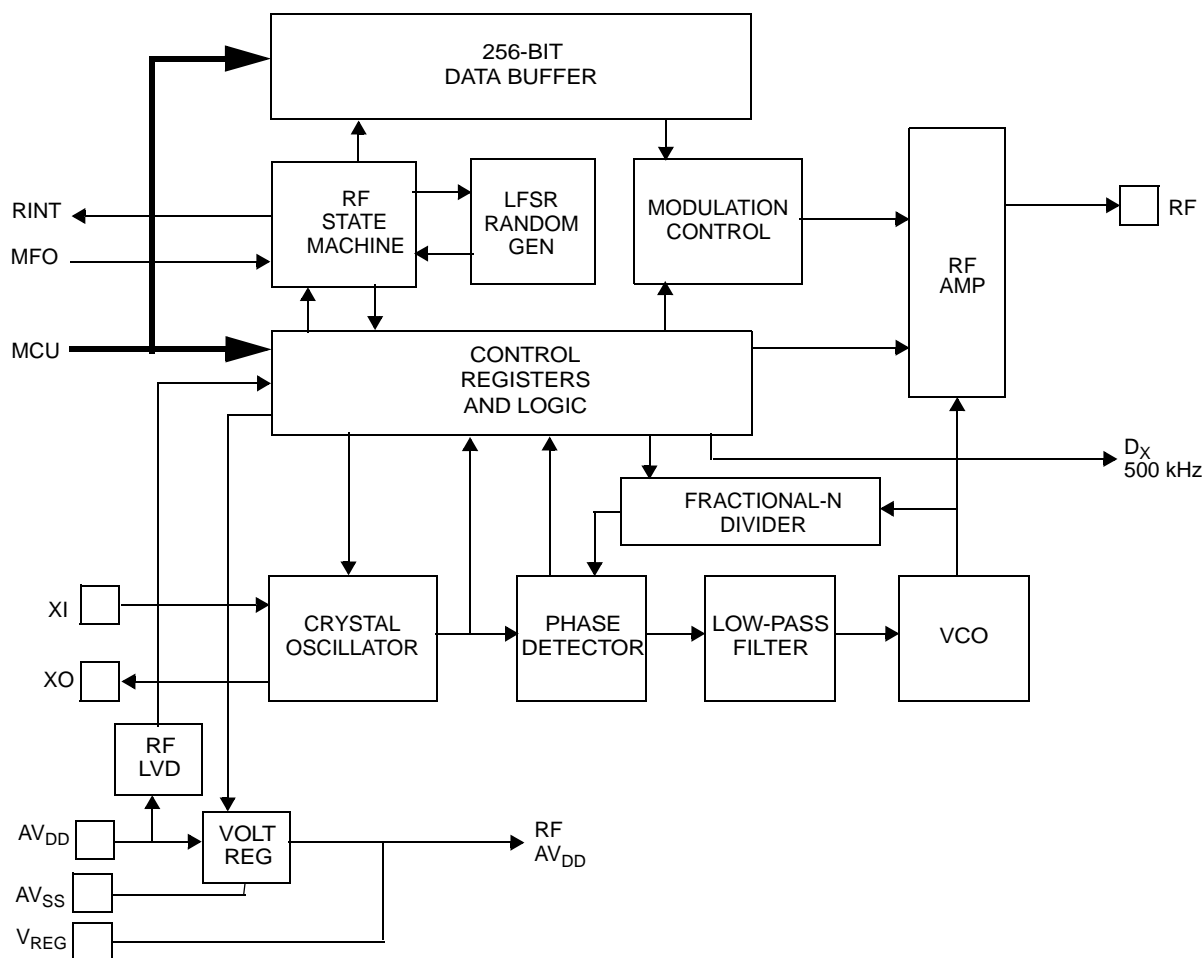 256-BIT
DATA BUFFER
RINT
MFO
RF
STATE
MACHINE
LFSR
RANDOM
GEN
MODULATION
CONTROL
RF
AMP
RF
MCU
CONTROL
REGISTERS
AND LOGIC
DX
500 kHz
FRACTIONAL-N
DIVIDER
XI
XO
CRYSTAL
OSCILLATOR
PHASE
DETECTOR
LOW-PASS
FILTER
VCO
RF
LVD
AVDD
VOLT
REG
RF
AVDD
AVSS
VREG